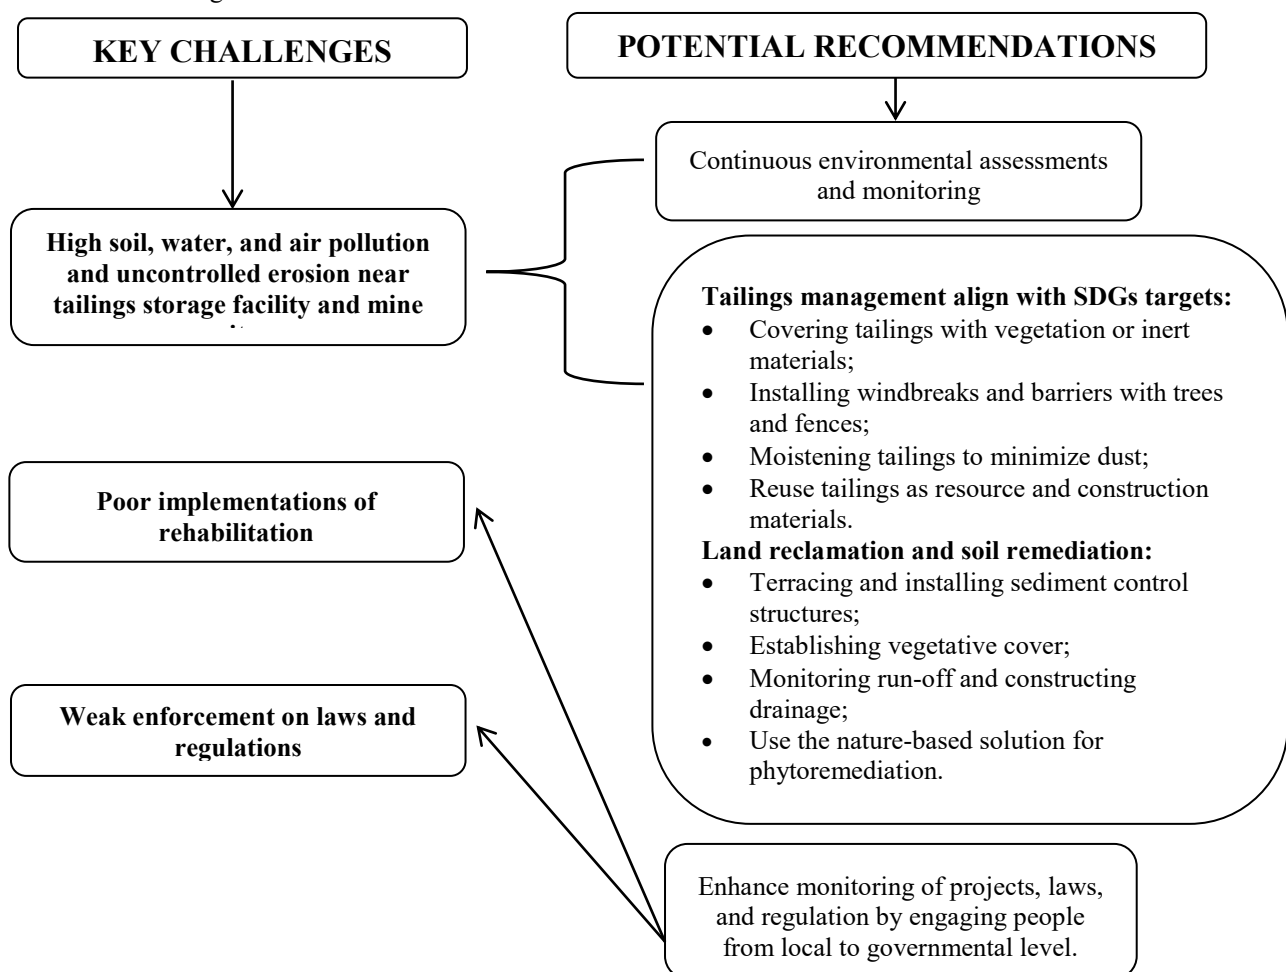 KEY CHALLENGES
POTENTIAL RECOMMENDATIONS
High soil, water, and air pollution
and uncontrolled erosion near
tailings storage facility and mine
Continuous environmental assessments
and monitoring
Tailings management align with SDGs targets:
• Covering tailings with vegetation or inert
materials;
• Installing windbreaks and barriers with trees
and fences;
• Moistening tailings to minimize dust;
• Reuse tailings as resource and construction
materials.
Land reclamation and soil remediation:
• Terracing and installing sediment control
structures;
• Establishing vegetative cover;
• Monitoring run-off and constructing
drainage;
• Use the nature-based solution for
phytoremediation.
Poor implementations of
rehabilitation
Weak enforcement on laws and
regulations
Enhance monitoring of projects, laws,
and regulation by engaging people
from local to governmental level.